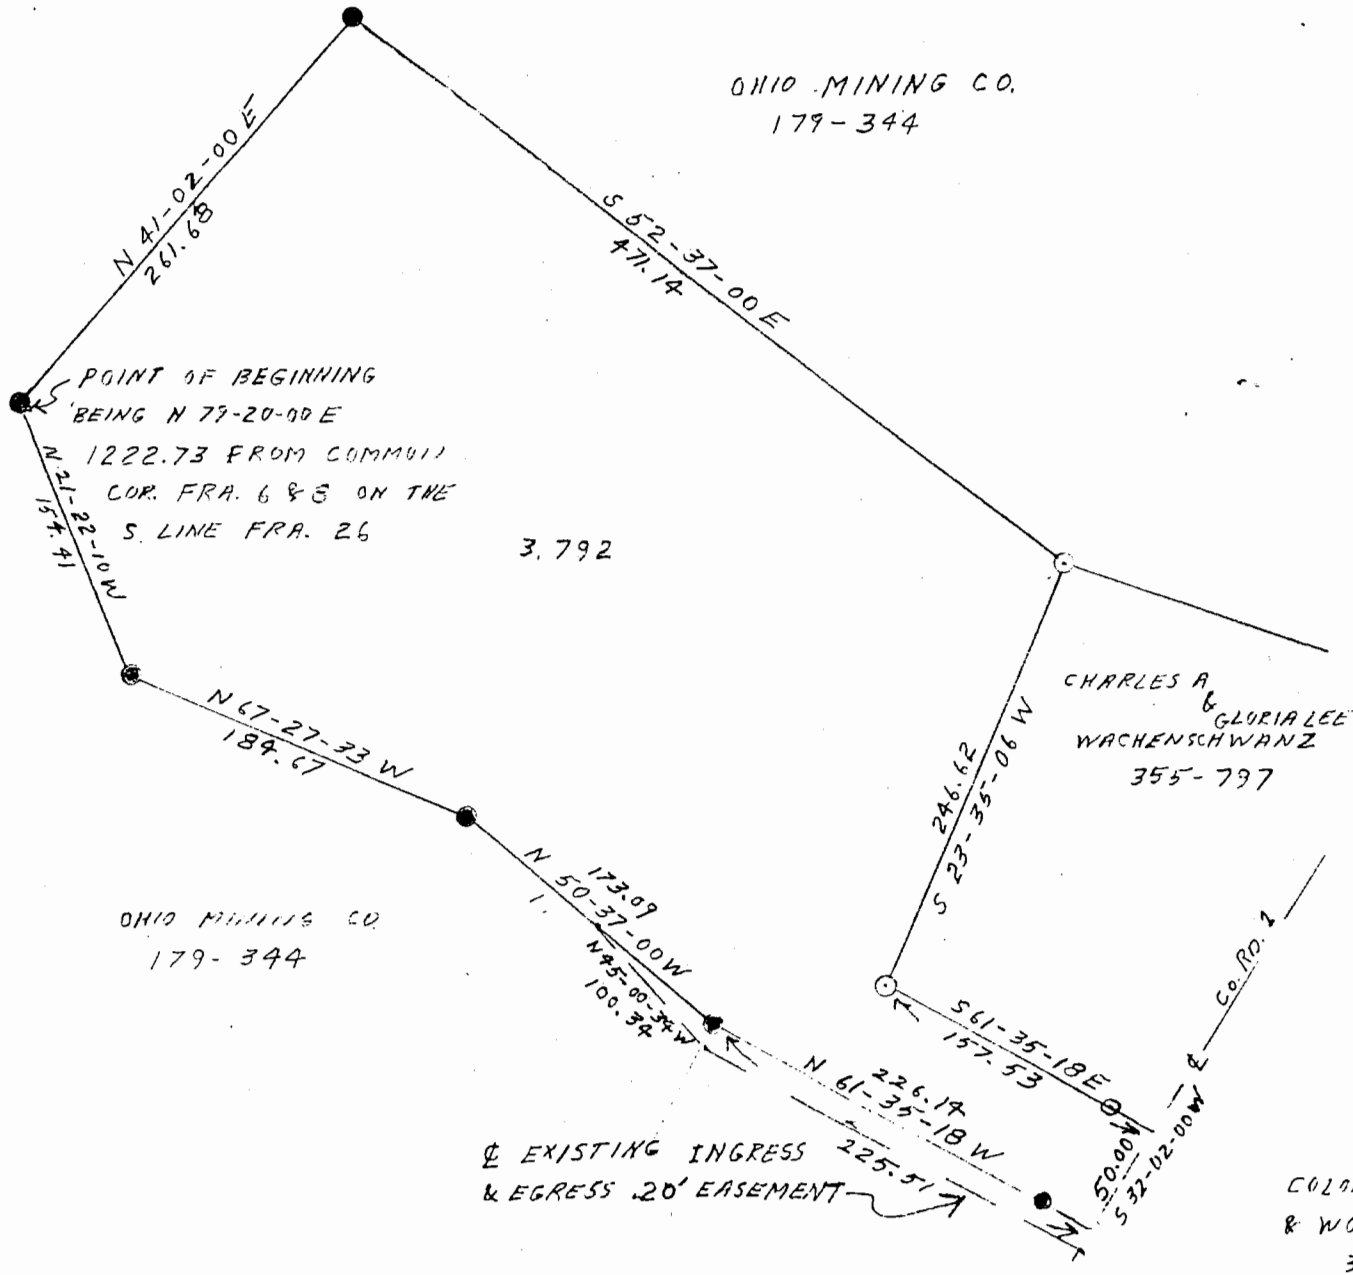 OHIO MINING CO.
179-344
N 41-02-00 E
261.68
S 52-37-00 E
471.14
POINT OF BEGINNING
BEING N 79-20-00 E
1222.73 FROM COMMON
COR. FRA. 6 & 8 ON THE
S. LINE FRA. 26
3.792
N 21-22-10 W
154.41
N 67-27-33 W
184.67
CHARLES A
&
GLORIA LEE
WACHENSCHWANZ
355-797
246.62
S 23-35-06 W
173.09
N 50-37-00 W
1.
N 45-00-34 W
100.34
OHIO MINING CO.
179-344
CO. RD. 2
℄
S 61-35-18 E
157.53
226.14
N 61-35-18 W
225.51
50.00
S 32-02-00 W
℄ EXISTING INGRESS
& EGRESS 20' EASEMENT
& WO
3